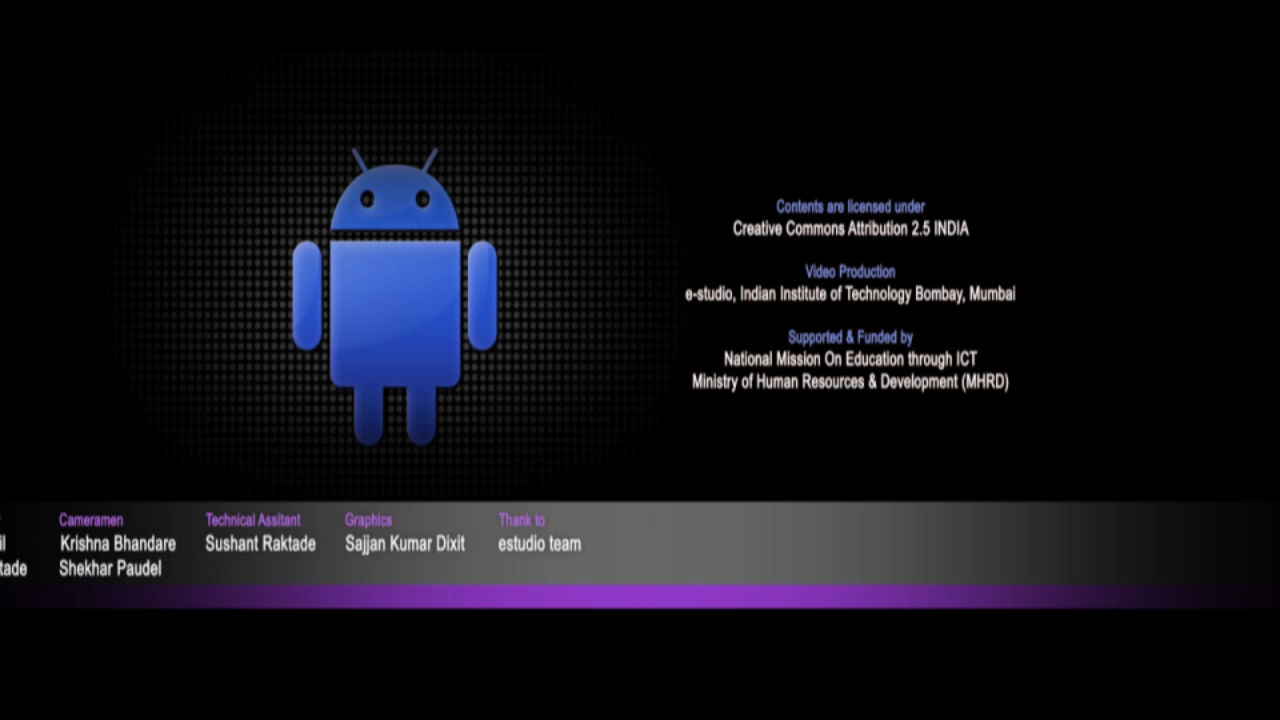 Contents are licensed under
Creative Commons Attribution 2.5 INDIA
Video Production
e-studio, Indian Institute of Technology Bombay, Mumbai
Supported & Funded by
National Mission On Education through ICT
Ministry of Human Resources & Development (MHRD)
Cameramen
Krishna Bhandare
Shekhar Paudel
Technical Assitant
Sushant Raktade
Graphics
Sajjan Kumar Dixit
Thank to
estudio team